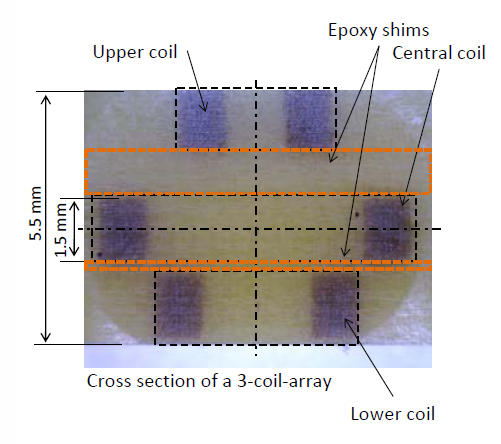 Epoxy shims
Upper coil
Central coil
5.5 mm
1.5 mm
Cross section of a 3-coil-array
Lower coil